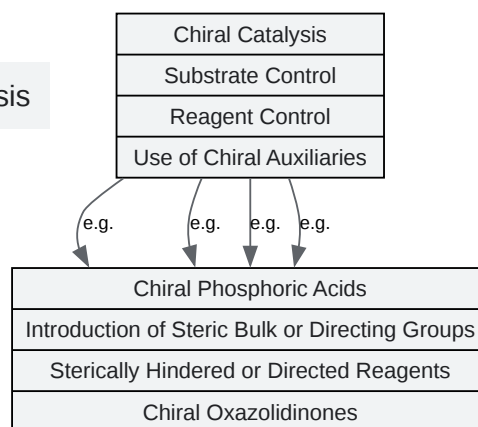 Chiral Catalysis
Substrate Control
Reagent Control
Use of Chiral Auxiliaries
e.g. e.g. e.g. e.g.
Chiral Phosphoric Acids
Introduction of Steric Bulk or Directing Groups
Sterically Hindered or Directed Reagents
Chiral Oxazolidinones